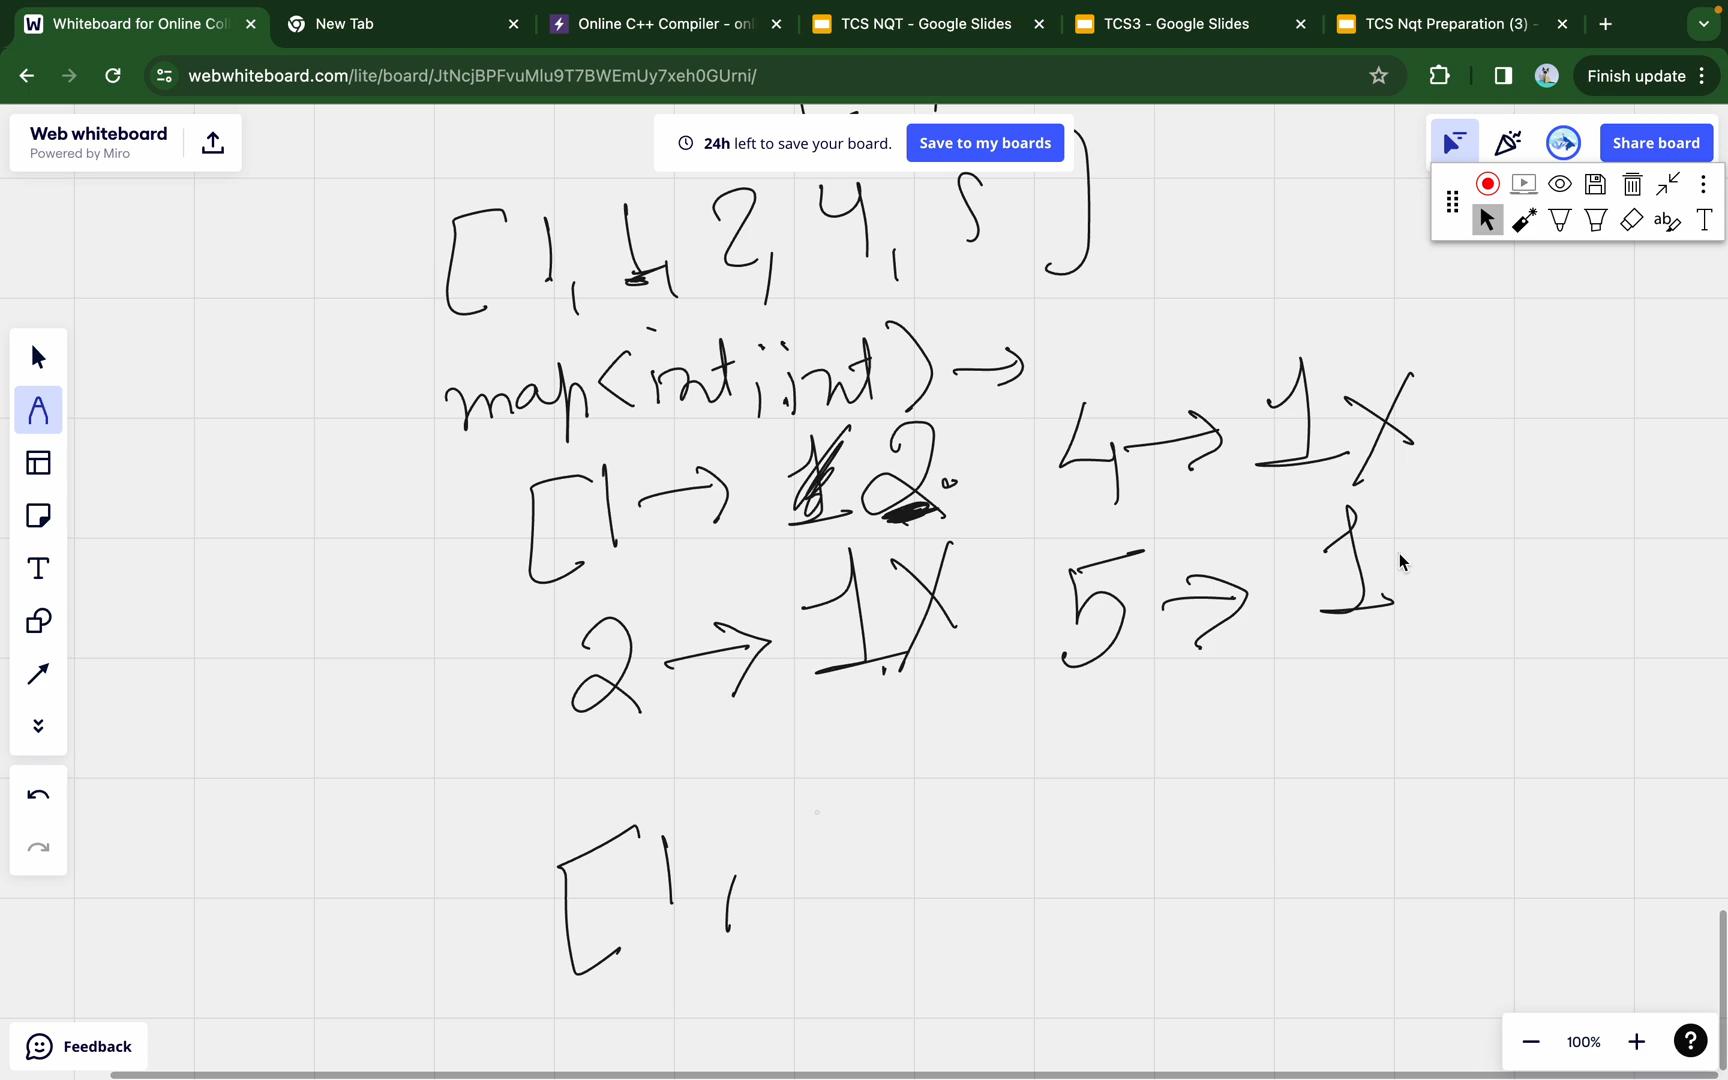 Whiteboard for Online Col
New Tab
Online C++ Compiler - onl
TCS NQT - Google Slides
TCS3 - Google Slides
TCS Nqt Preparation (3) -
webwhiteboard.com/lite/board/JtNcjBPFvuMlu9T7BWEmUy7xeh0GUrni/
Finish update
Web whiteboard
Powered by Miro
24h left to save your board.
Save to my boards
Share board
[1, 1, 2, 4, 5]
map<int, int> →
[1 → 1 2
4 → 1 X
2 → 1 X
5 → 1
[1,
T
Feedback
100%
?